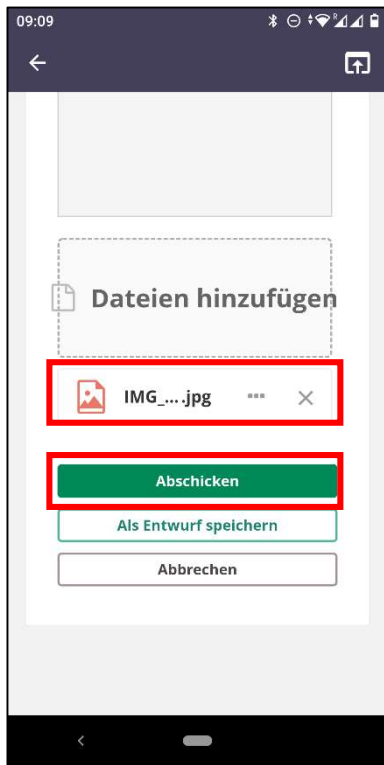 09:09
Dateien hinzufügen
IMG_... .jpg
Abschicken
Als Entwurf speichern
Abbrechen